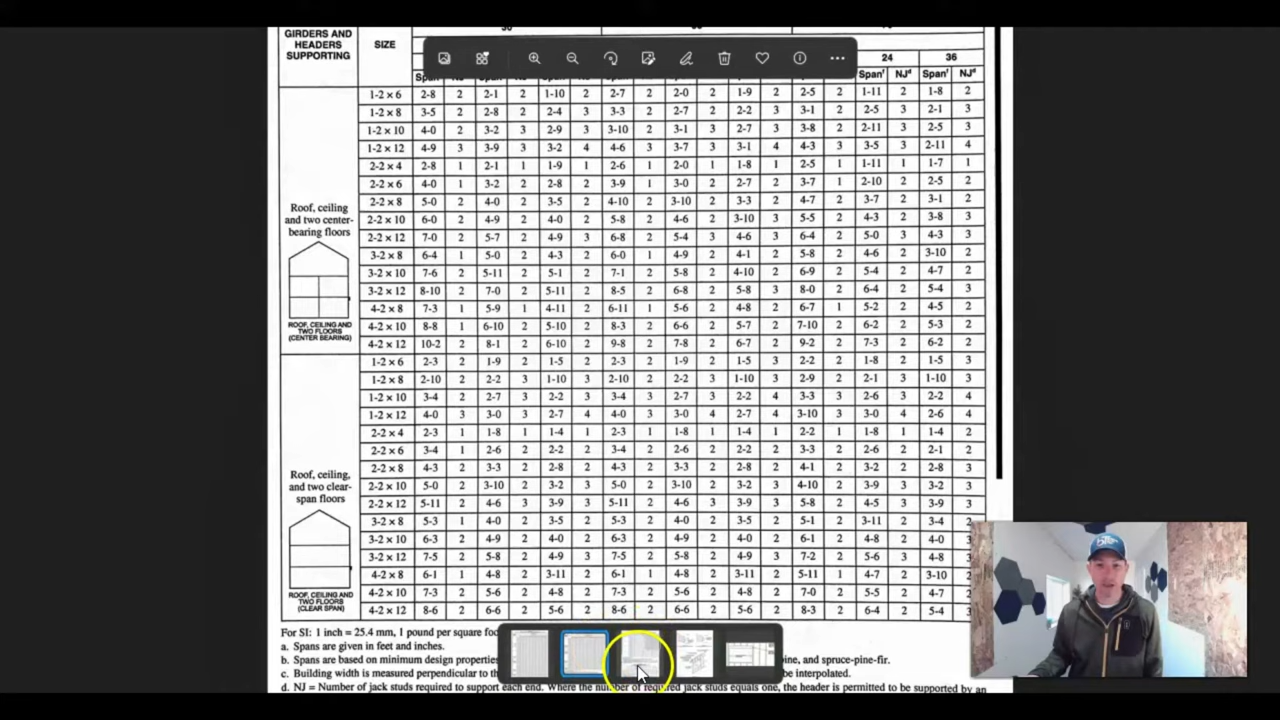 GIRDERS AND
HEADERS
SUPPORTING
SIZE
24 36
Spanᶠ NJᵈ Spanᶠ NJᵈ
1-2 × 6 2-8 2 2-1 2 1-10 2 2-7 2 2-0 2 1-9 2 2-5 2 1-11 2 1-8 2
1-2 × 8 3-5 2 2-8 2 2-4 3 3-3 2 2-7 2 2-2 3 3-1 2 2-5 3 2-1 3
1-2 × 10 4-0 2 3-2 3 2-9 3 3-10 2 3-1 3 2-7 3 3-8 2 2-11 3 2-5 3
1-2 × 12 4-9 3 3-9 3 3-2 4 4-6 3 3-7 3 3-1 4 4-3 3 3-5 3 2-11 4
2-2 × 4 2-8 1 2-1 1 1-9 1 2-6 1 2-0 1 1-8 1 2-5 1 1-11 1 1-7 1
2-2 × 6 4-0 1 3-2 2 2-8 2 3-9 1 3-0 2 2-7 2 3-7 1 2-10 2 2-5 2
2-2 × 8 5-0 2 4-0 2 3-5 2 4-10 2 3-10 2 3-3 2 4-7 2 3-7 2 3-1 2
2-2 × 10 6-0 2 4-9 2 4-0 2 5-8 2 4-6 2 3-10 3 5-5 2 4-3 2 3-8 3
2-2 × 12 7-0 2 5-7 2 4-9 3 6-8 2 5-4 3 4-6 3 6-4 2 5-0 3 4-3 3
3-2 × 8 6-4 1 5-0 2 4-3 2 6-0 1 4-9 2 4-1 2 5-8 2 4-6 2 3-10 2
3-2 × 10 7-6 2 5-11 2 5-1 2 7-1 2 5-8 2 4-10 2 6-9 2 5-4 2 4-7 2
3-2 × 12 8-10 2 7-0 2 5-11 2 8-5 2 6-8 2 5-8 3 8-0 2 6-4 2 5-4 3
4-2 × 8 7-3 1 5-9 1 4-11 2 6-11 1 5-6 2 4-8 2 6-7 1 5-2 2 4-5 2
4-2 × 10 8-8 1 6-10 2 5-10 2 8-3 2 6-6 2 5-7 2 7-10 2 6-2 2 5-3 2
4-2 × 12 10-2 2 8-1 2 6-10 2 9-8 2 7-8 2 6-7 2 9-2 2 7-3 2 6-2 2
Roof, ceiling
and two center-
bearing floors
ROOF, CEILING AND
TWO FLOORS
(CENTER BEARING)
1-2 × 6 2-3 2 1-9 2 1-5 2 2-3 2 1-9 2 1-5 3 2-2 2 1-8 2 1-5 3
1-2 × 8 2-10 2 2-2 3 1-10 3 2-10 2 2-2 3 1-10 3 2-9 2 2-1 3 1-10 3
1-2 × 10 3-4 2 2-7 3 2-2 3 3-4 3 2-7 3 2-2 4 3-3 3 2-6 3 2-2 4
1-2 × 12 4-0 3 3-0 3 2-7 4 4-0 3 3-0 4 2-7 4 3-10 3 3-0 4 2-6 4
2-2 × 4 2-3 1 1-8 1 1-4 1 2-3 1 1-8 1 1-4 1 2-2 1 1-8 1 1-4 2
2-2 × 6 3-4 1 2-6 2 2-2 2 3-4 2 2-6 2 2-2 2 3-3 2 2-6 2 2-1 2
2-2 × 8 4-3 2 3-3 2 2-8 2 4-3 2 3-3 2 2-8 2 4-1 2 3-2 2 2-8 3
2-2 × 10 5-0 2 3-10 2 3-2 3 5-0 2 3-10 2 3-2 3 4-10 2 3-9 3 3-2 3
2-2 × 12 5-11 2 4-6 3 3-9 3 5-11 2 4-6 3 3-9 3 5-8 2 4-5 3 3-9 3
3-2 × 8 5-3 1 4-0 2 3-5 2 5-3 2 4-0 2 3-5 2 5-1 2 3-11 2 3-4 2
3-2 × 10 6-3 2 4-9 2 4-0 2 6-3 2 4-9 2 4-0 2 6-1 2 4-8 2 4-0 3
3-2 × 12 7-5 2 5-8 2 4-9 3 7-5 2 5-8 2 4-9 3 7-2 2 5-6 3 4-8 3
4-2 × 8 6-1 1 4-8 2 3-11 2 6-1 1 4-8 2 3-11 2 5-11 1 4-7 2 3-10 2
4-2 × 10 7-3 2 5-6 2 4-8 2 7-3 2 5-6 2 4-8 2 7-0 2 5-5 2 4-7 2
4-2 × 12 8-6 2 6-6 2 5-6 2 8-6 2 6-6 2 5-6 2 8-3 2 6-4 2 5-4 3
Roof, ceiling,
and two clear-
span floors
ROOF, CEILING AND
TWO FLOORS
(CLEAR SPAN)
For SI: 1 inch = 25.4 mm, 1 pound per square
a. Spans are given in feet and inches.
b. Spans are based on minimum design properties and spruce-pine-fir.
c. Building width is measured perpendicular to be interpolated.
d. NJ = Number of jack studs required to support each end. Where the number of required jack studs equals one, the header is permitted to be supported by an